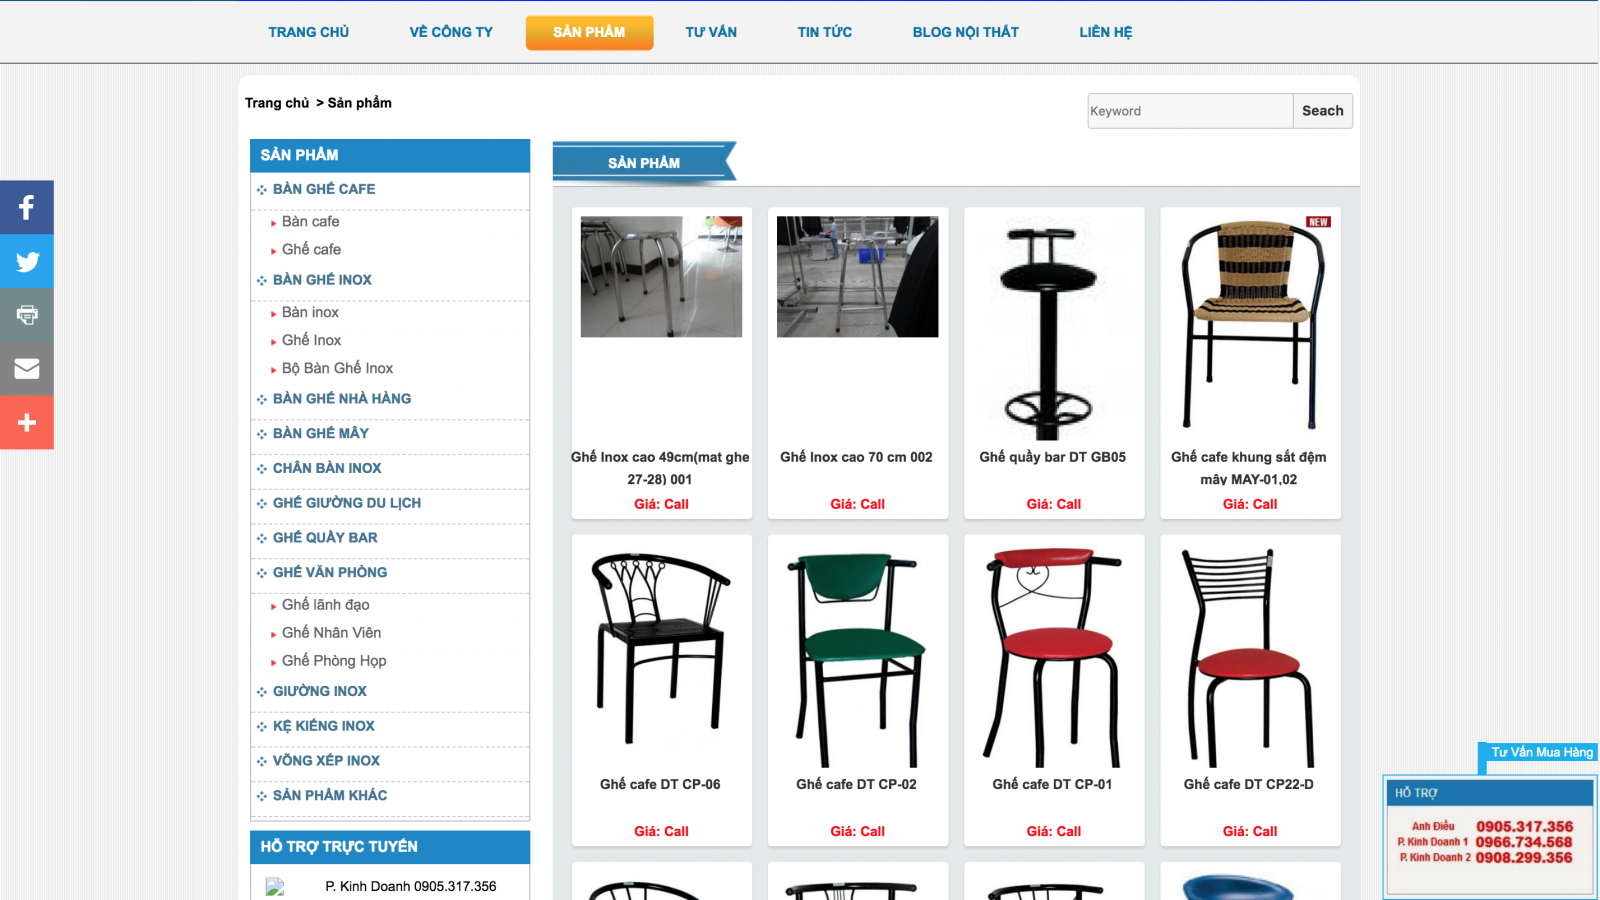 TRANG CHỦ
VỀ CÔNG TY
SẢN PHẨM
TƯ VẤN
TIN TỨC
BLOG NỘI THẤT
LIÊN HỆ
Trang chủ > Sản phẩm
Keyword
Seach
SẢN PHẨM
BÀN GHẾ CAFE
Bàn cafe
Ghế cafe
BÀN GHẾ INOX
Bàn inox
Ghế Inox
Bộ Bàn Ghế Inox
BÀN GHẾ NHÀ HÀNG
BÀN GHẾ MÂY
CHÂN BÀN INOX
GHẾ GIƯỜNG DU LỊCH
GHẾ QUẦY BAR
GHẾ VĂN PHÒNG
Ghế lãnh đạo
Ghế Nhân Viên
Ghế Phòng Họp
GIƯỜNG INOX
KỆ KIẾNG INOX
VÕNG XẾP INOX
SẢN PHẨM KHÁC
HỖ TRỢ TRỰC TUYẾN
P. Kinh Doanh 0905.317.356
SẢN PHẨM
Ghế Inox cao 49cm(mat ghe
27-28) 001
Giá: Call
Ghế Inox cao 70 cm 002
Giá: Call
Ghế quầy bar DT GB05
Giá: Call
NEW
Ghế cafe khung sắt đệm
mây MAY-01,02
Giá: Call
Ghế cafe DT CP-06
Giá: Call
Ghế cafe DT CP-02
Giá: Call
Ghế cafe DT CP-01
Giá: Call
Ghế cafe DT CP22-D
Giá: Call
Tư Vấn Mua Hàng
HỖ TRỢ
Anh Điều 0905.317.356
P. Kinh Doanh 1 0966.734.568
P. Kinh Doanh 2 0908.299.356